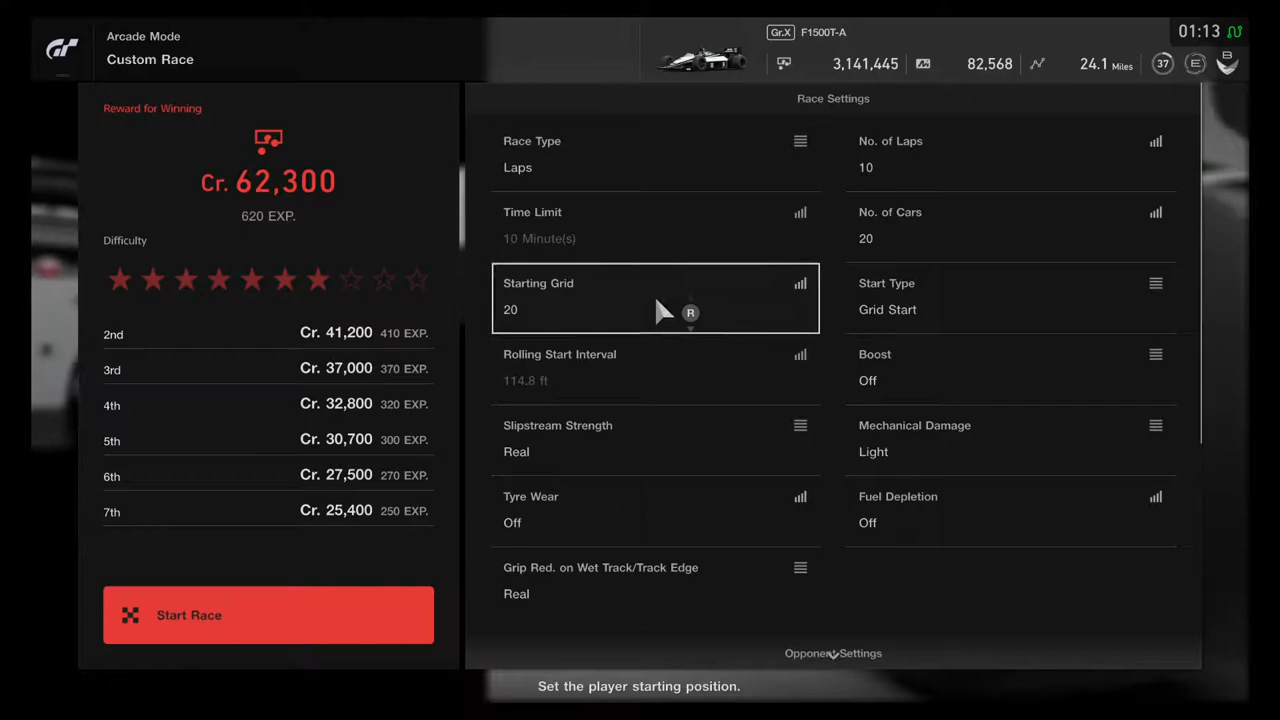 Arcade Mode
Custom Race
Gr.X F1500T-A
3,141,445
82,568
24.1 Miles
37
E
B
01:13
Reward for Winning
Cr. 62,300
620 EXP.
Difficulty
2nd Cr. 41,200 410 EXP.
3rd Cr. 37,000 370 EXP.
4th Cr. 32,800 320 EXP.
5th Cr. 30,700 300 EXP.
6th Cr. 27,500 270 EXP.
7th Cr. 25,400 250 EXP.
Start Race
Race Settings
Race Type
Laps
No. of Laps
10
Time Limit
10 Minute(s)
No. of Cars
20
Starting Grid
20
R
Start Type
Grid Start
Rolling Start Interval
114.8 ft
Boost
Off
Slipstream Strength
Real
Mechanical Damage
Light
Tyre Wear
Off
Fuel Depletion
Off
Grip Red. on Wet Track/Track Edge
Real
Opponent Settings
Set the player starting position.